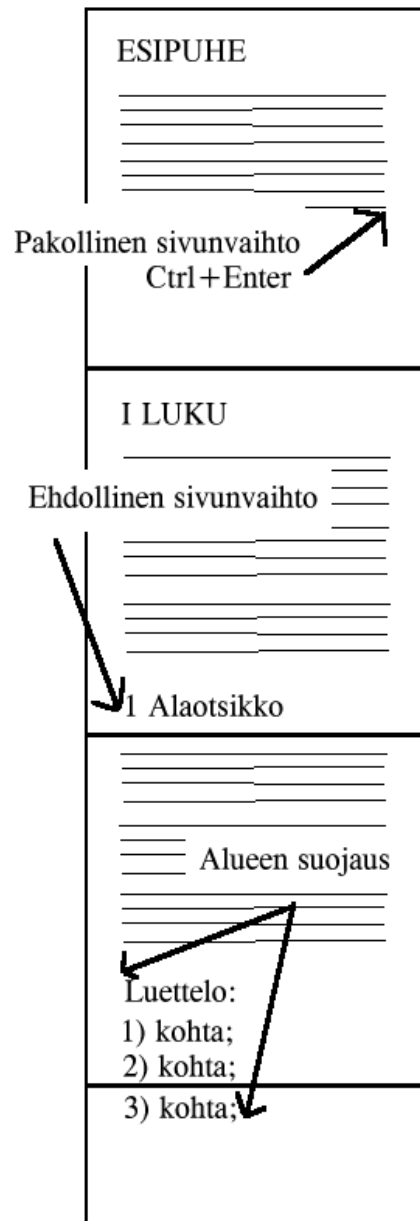 ESIPUHE
Pakollinen sivunvaihto
Ctrl+Enter
I LUKU
Ehdollinen sivunvaihto
1 Alaotsikko
Alueen suojaus
Luettelo:
1) kohta;
2) kohta;
3) kohta;